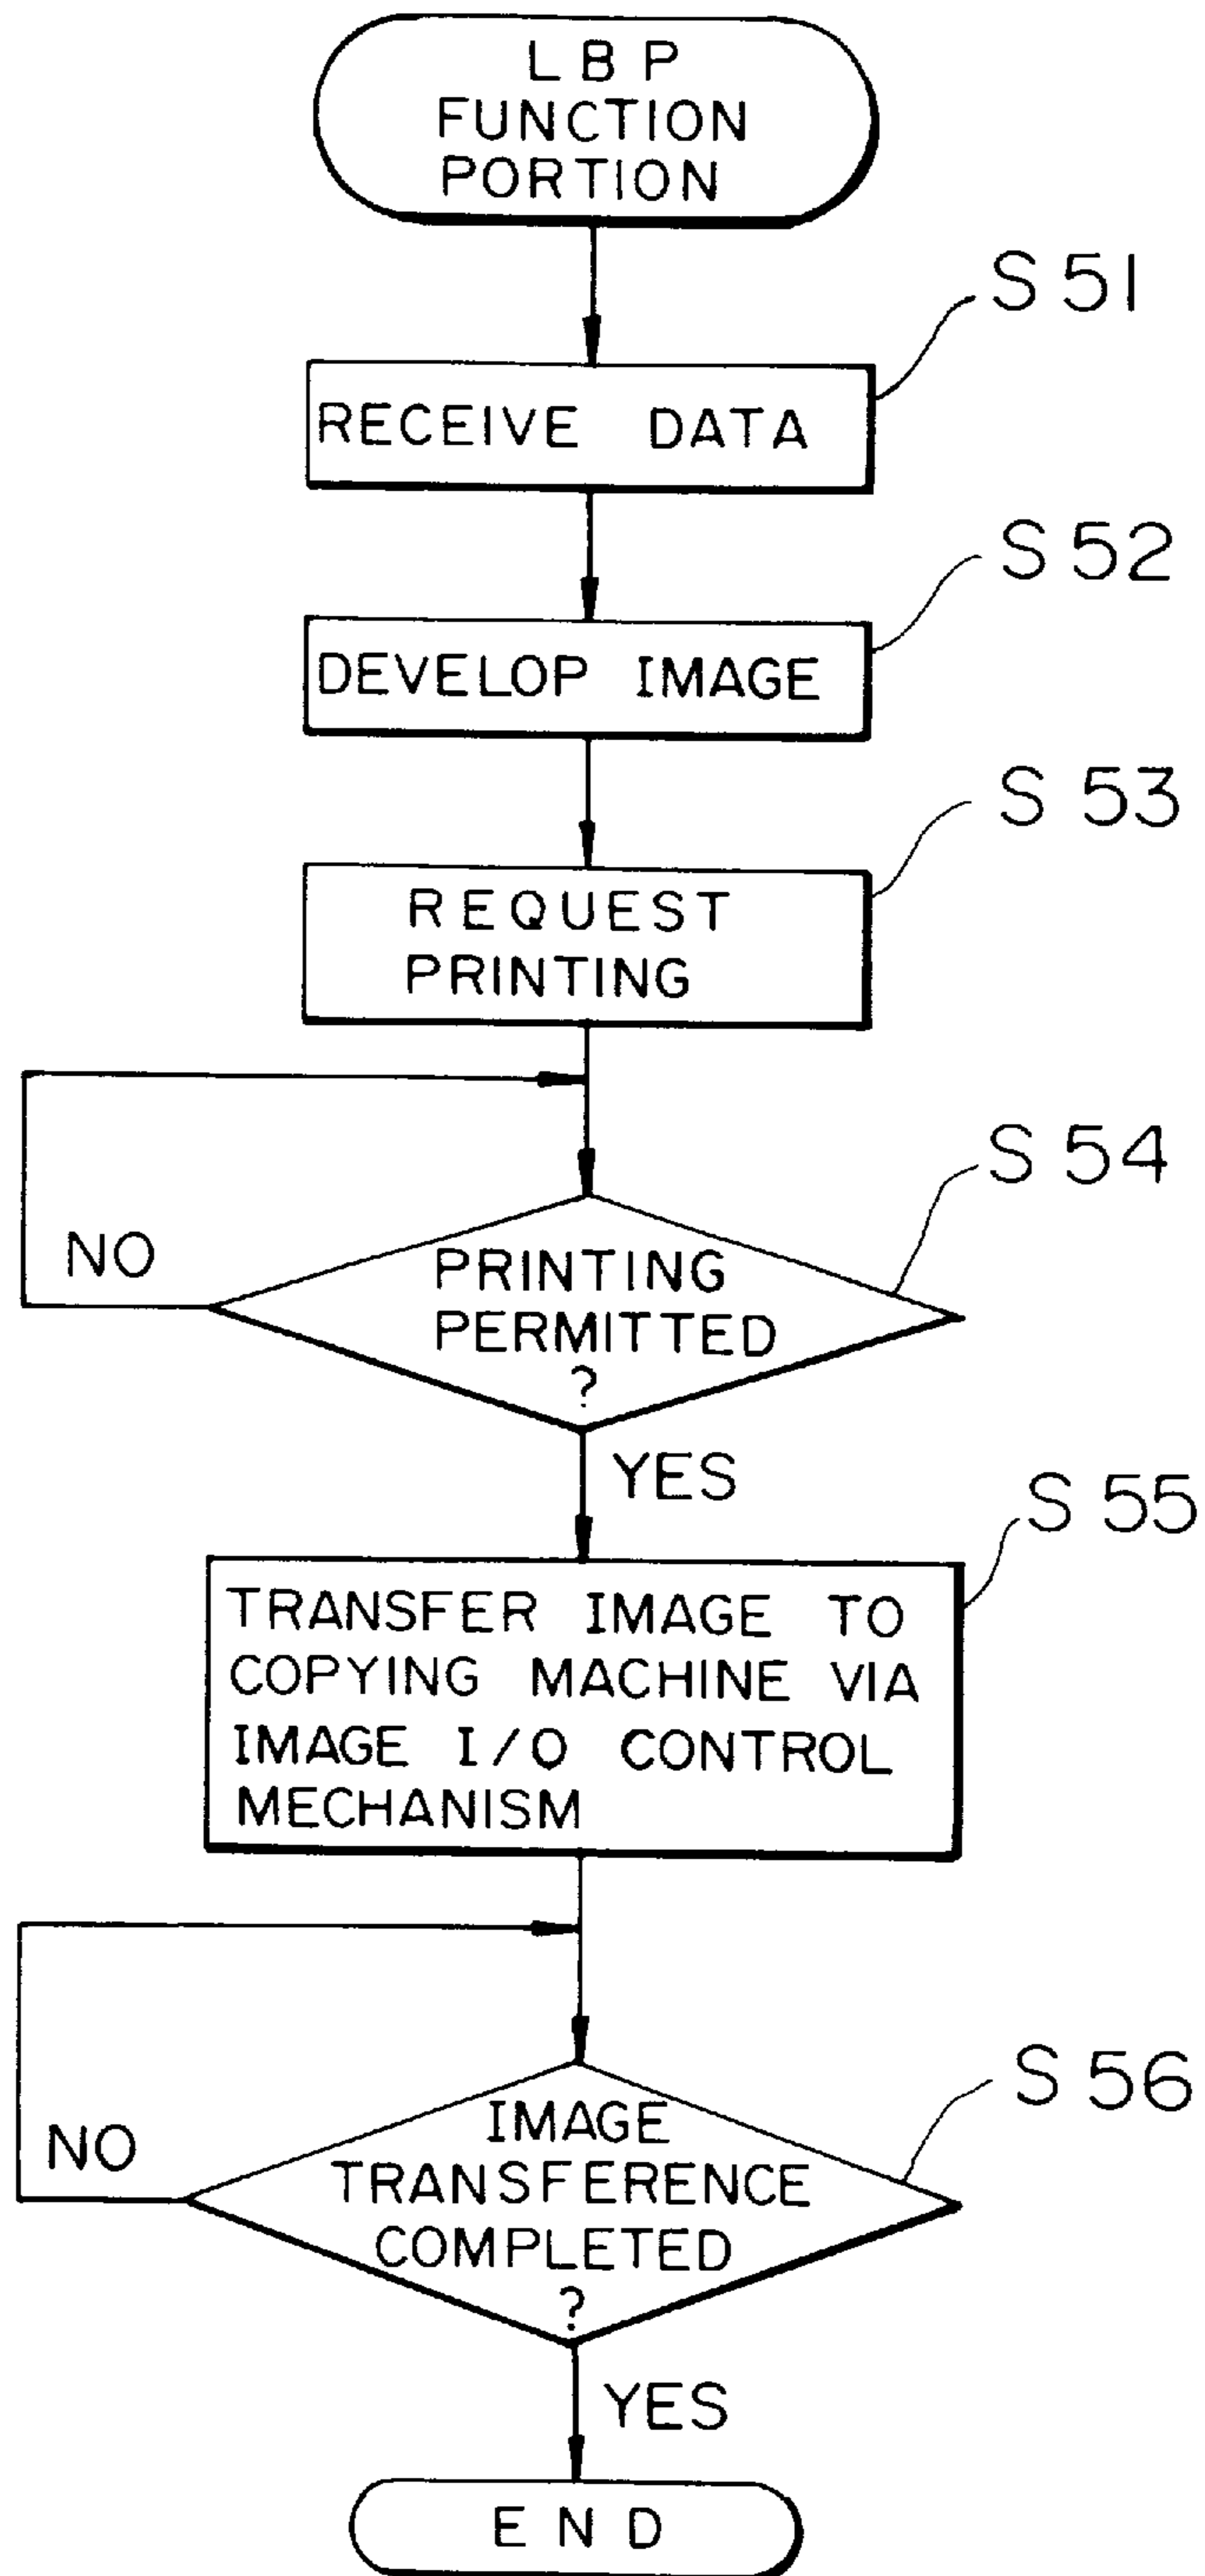 LBP
FUNCTION
PORTION
S51
RECEIVE DATA
S52
DEVELOP IMAGE
S53
REQUEST
PRINTING
S54
NO
PRINTING
PERMITTED
?
YES
S55
TRANSFER IMAGE TO
COPYING MACHINE VIA
IMAGE I/O CONTROL
MECHANISM
S56
NO
IMAGE
TRANSFERENCE
COMPLETED
?
YES
END